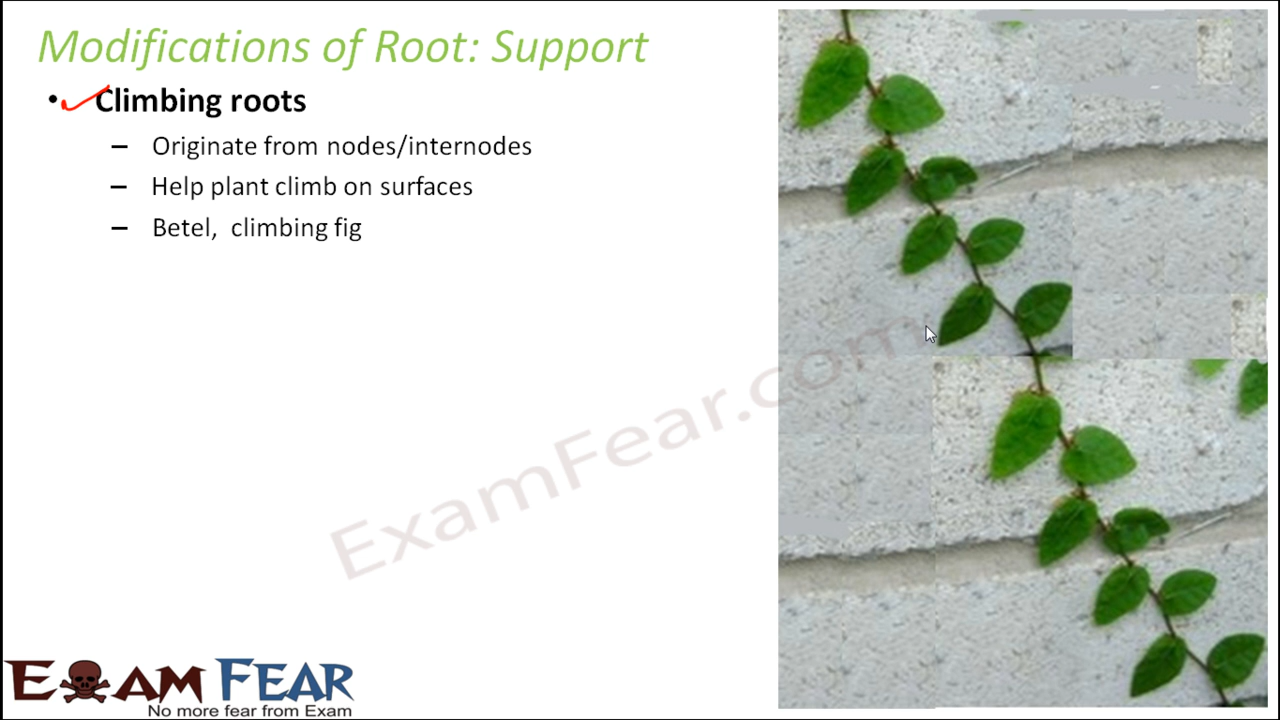 Modifications of Root: Support
• Climbing roots
– Originate from nodes/internodes
– Help plant climb on surfaces
– Betel, climbing fig
ExamFear.com
EXAM FEAR
No more fear from Exam